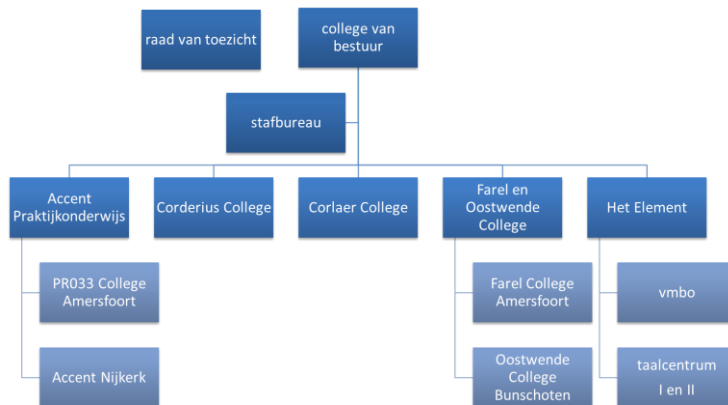 raad van toezicht
college van
bestuur
stafbureau
Accent
Praktijkonderwijs
Corderius College
Corlaer College
Farel en
Oostwende
College
Het Element
PRO33 College
Amersfoort
Farel College
Amersfoort
vmbo
Accent Nijkerk
Oostwende
College
Bunschoten
taalcentrum
I en II